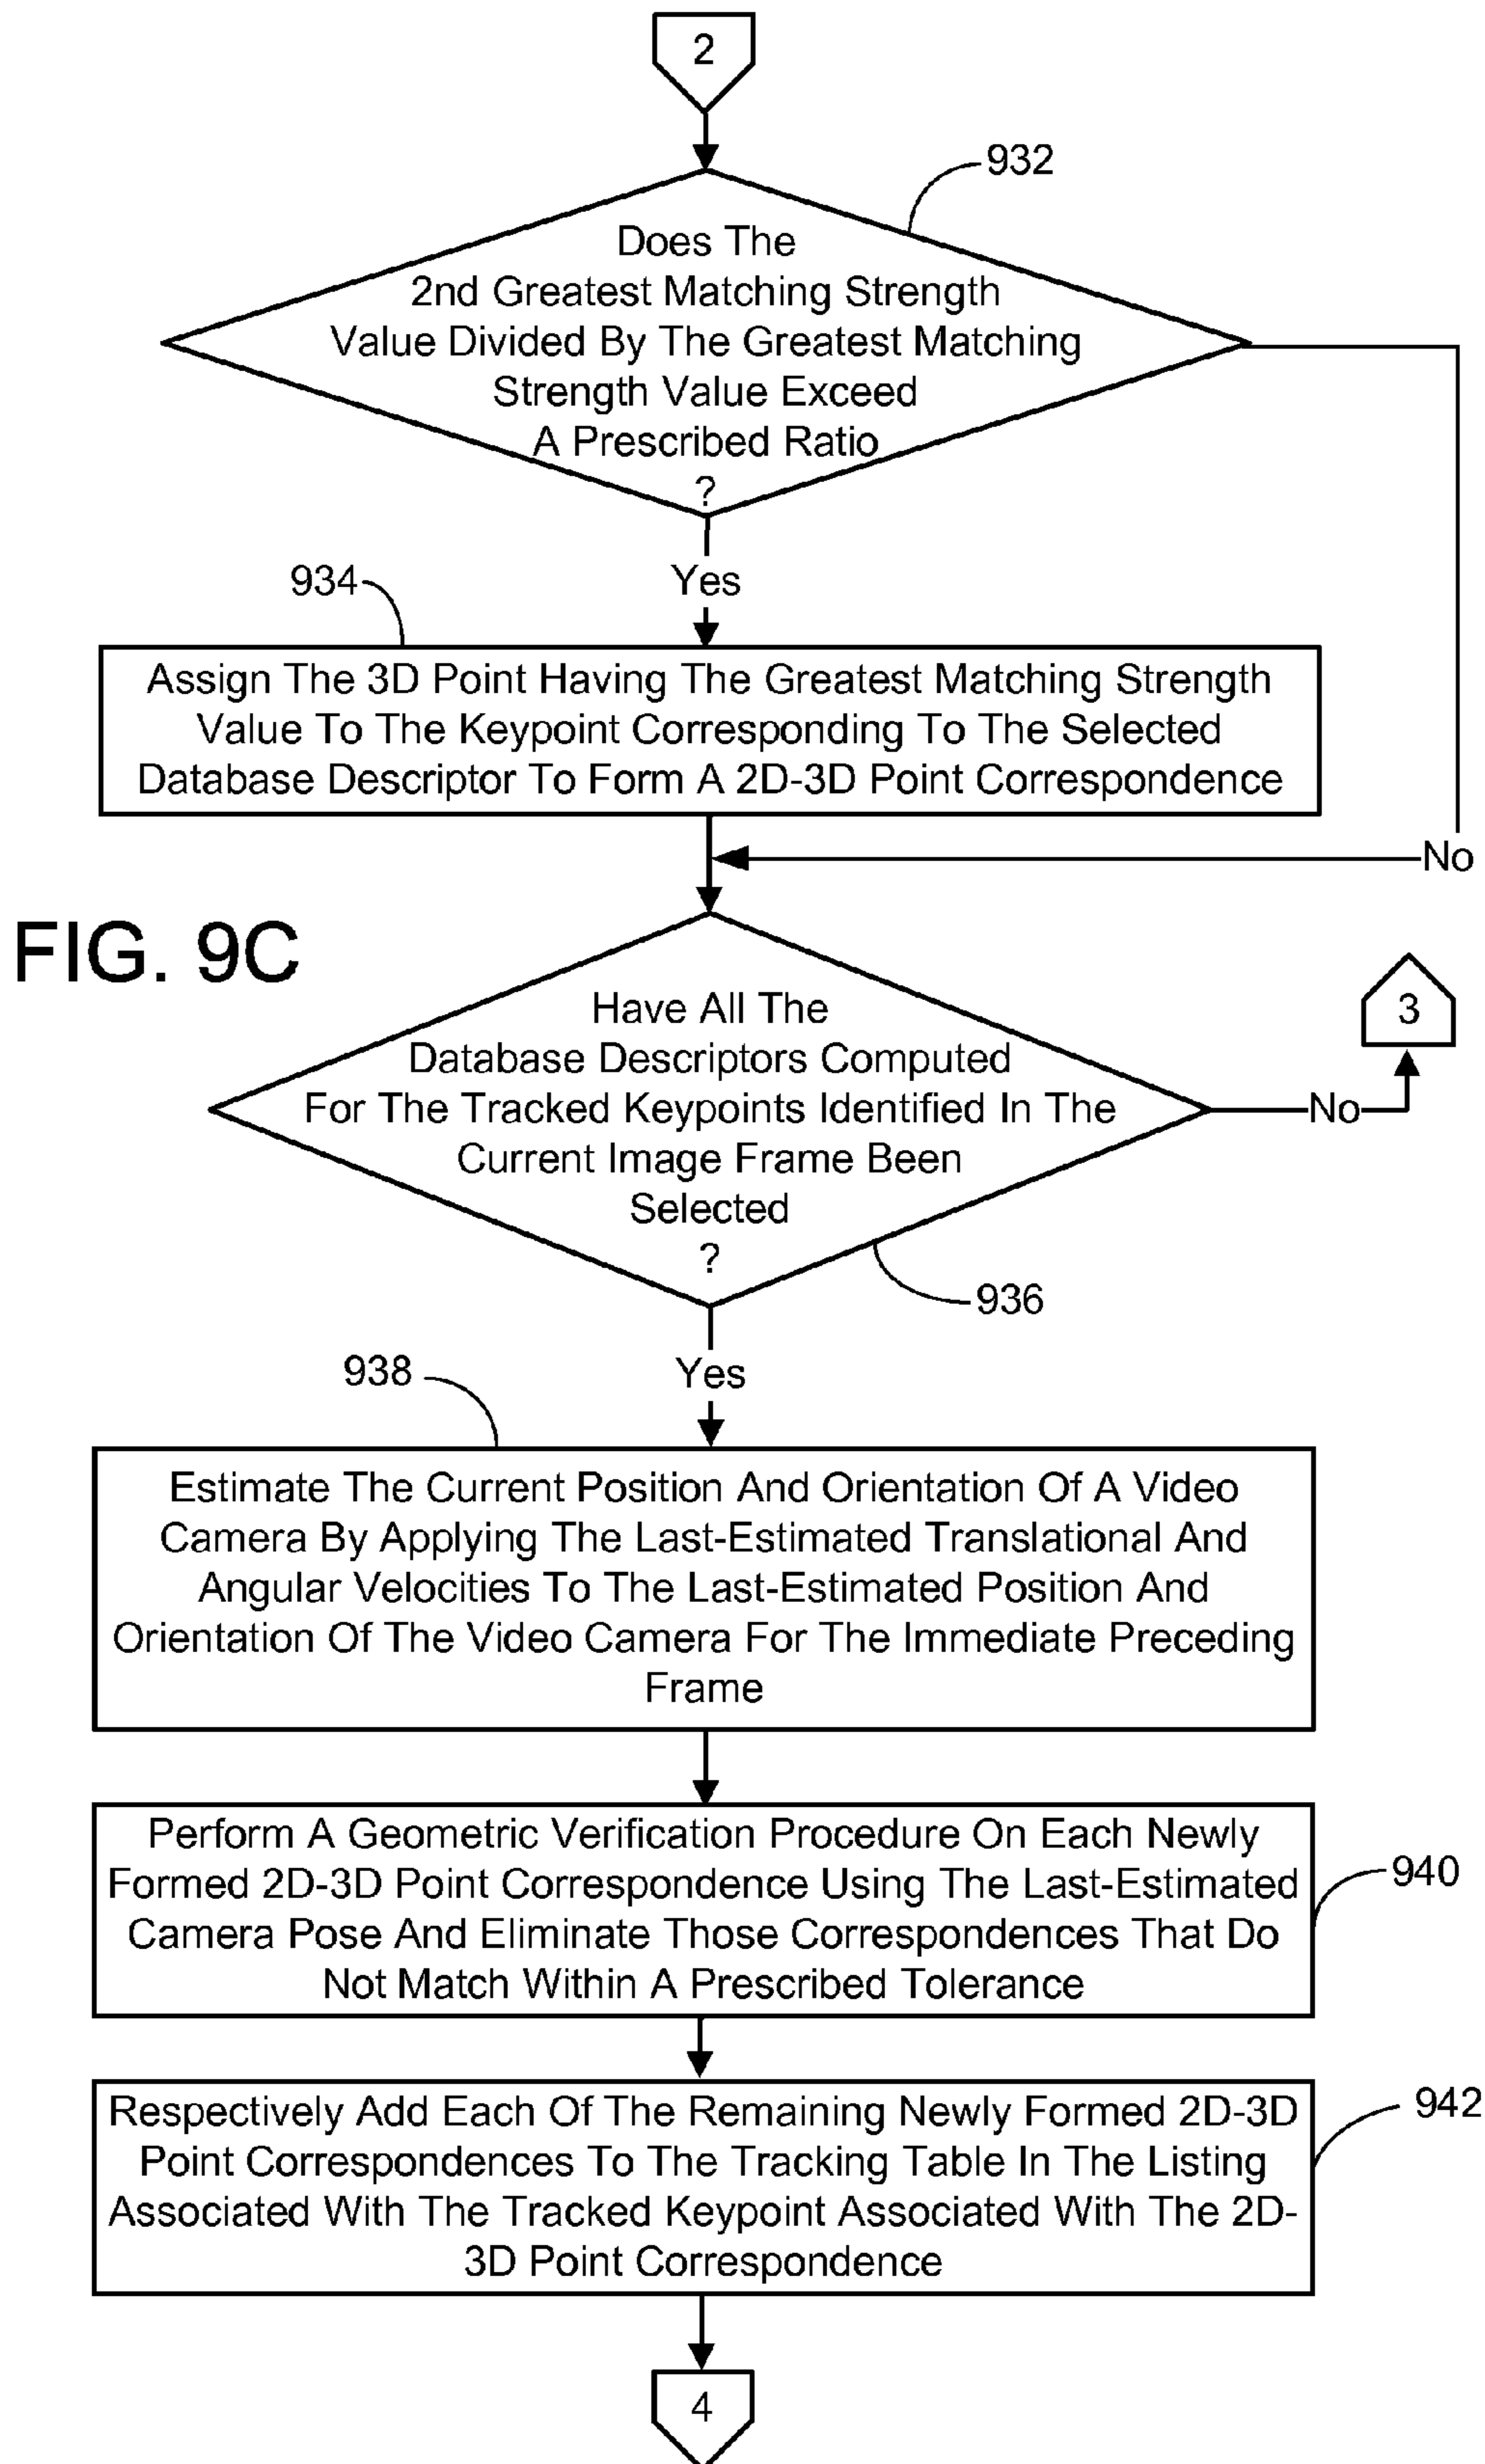 2
932
Does The
2nd Greatest Matching Strength
Value Divided By The Greatest Matching
Strength Value Exceed
A Prescribed Ratio
?
Yes
934
Assign The 3D Point Having The Greatest Matching Strength
Value To The Keypoint Corresponding To The Selected
Database Descriptor To Form A 2D-3D Point Correspondence
No
FIG. 9C
3
Have All The
Database Descriptors Computed
For The Tracked Keypoints Identified In The
Current Image Frame Been
Selected
?
No
936
Yes
938
Estimate The Current Position And Orientation Of A Video
Camera By Applying The Last-Estimated Translational And
Angular Velocities To The Last-Estimated Position And
Orientation Of The Video Camera For The Immediate Preceding
Frame
Perform A Geometric Verification Procedure On Each Newly
Formed 2D-3D Point Correspondence Using The Last-Estimated
Camera Pose And Eliminate Those Correspondences That Do
Not Match Within A Prescribed Tolerance
940
Respectively Add Each Of The Remaining Newly Formed 2D-3D
Point Correspondences To The Tracking Table In The Listing
Associated With The Tracked Keypoint Associated With The 2D-
3D Point Correspondence
942
4